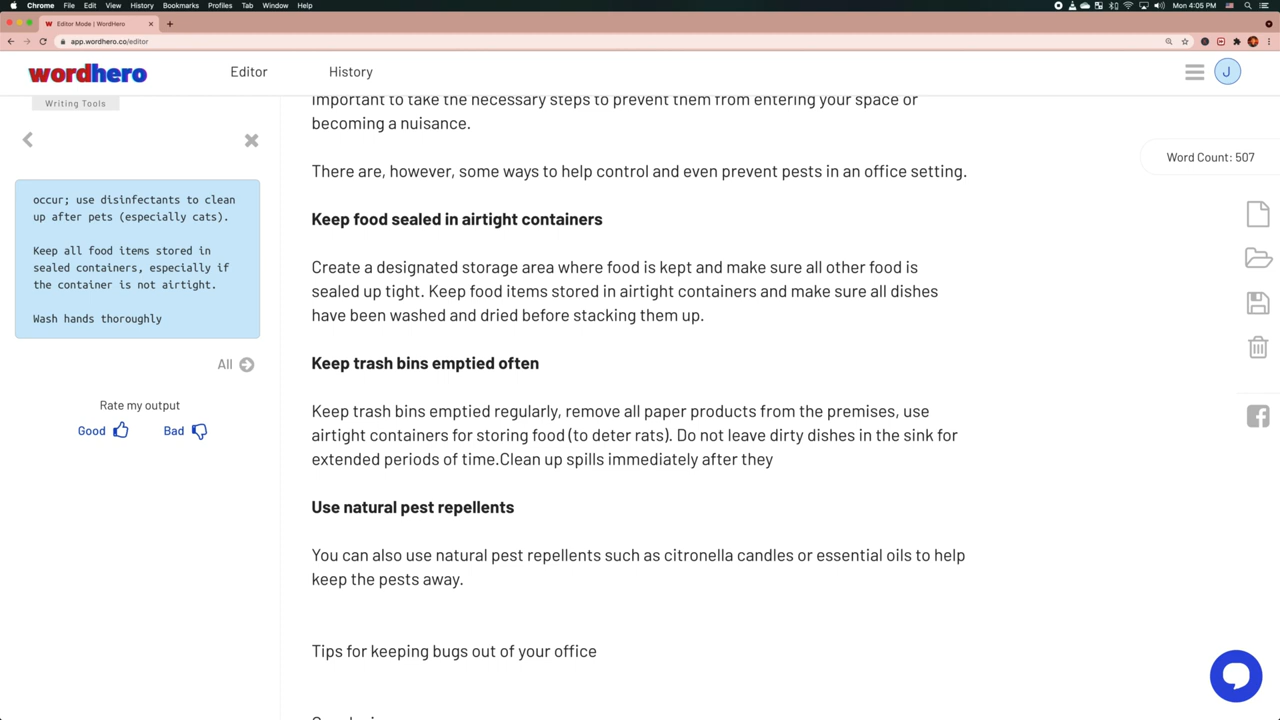 Chrome File Edit View History Bookmarks Profiles Tab Window Help
Mon 4:05 PM
Editor Mode | WordHero
app.wordhero.co/editor
wordhero
Editor
History
J
Writing Tools
important to take the necessary steps to prevent them from entering your space or
becoming a nuisance.
Word Count: 507
There are, however, some ways to help control and even prevent pests in an office setting.
occur; use disinfectants to clean
up after pets (especially cats).
Keep all food items stored in
sealed containers, especially if
the container is not airtight.
Wash hands thoroughly
All
Rate my output
Good
Bad
Keep food sealed in airtight containers
Create a designated storage area where food is kept and make sure all other food is
sealed up tight. Keep food items stored in airtight containers and make sure all dishes
have been washed and dried before stacking them up.
Keep trash bins emptied often
Keep trash bins emptied regularly, remove all paper products from the premises, use
airtight containers for storing food (to deter rats). Do not leave dirty dishes in the sink for
extended periods of time.Clean up spills immediately after they
Use natural pest repellents
You can also use natural pest repellents such as citronella candles or essential oils to help
keep the pests away.
Tips for keeping bugs out of your office